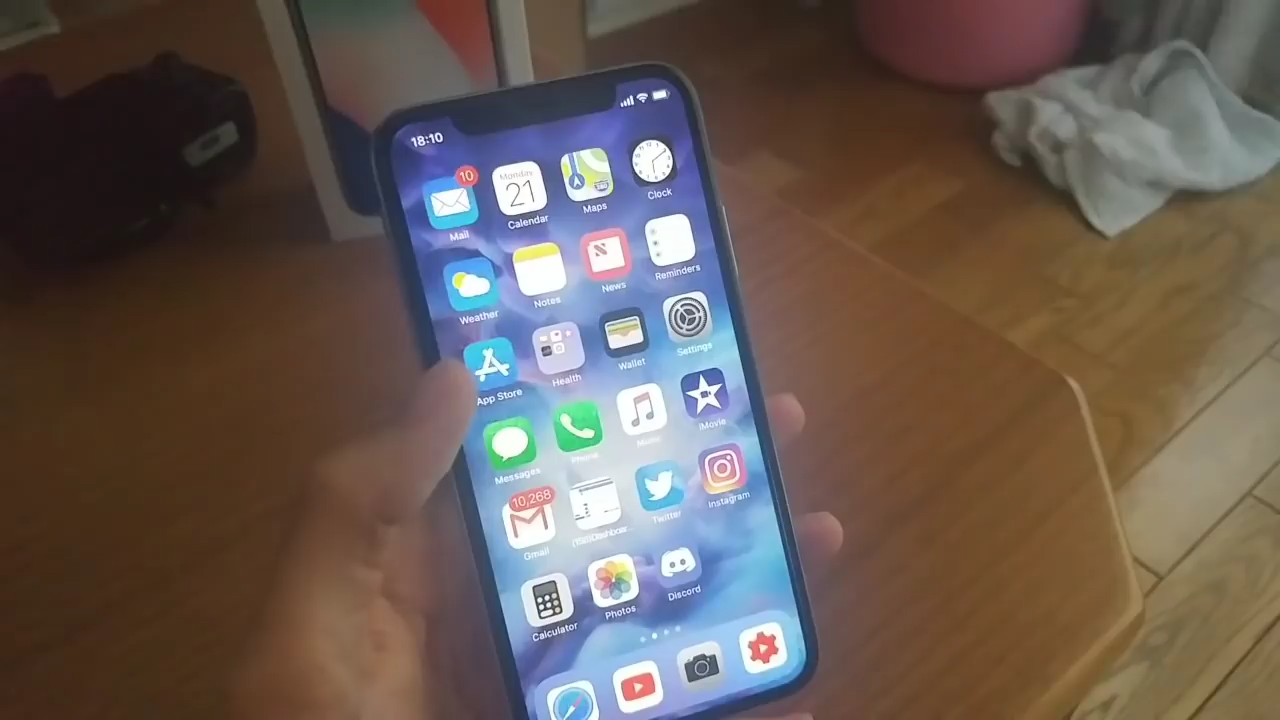 18:10
10
Monday
21
Mail
Calendar
Maps
Clock
Weather
Notes
News
Reminders
App Store
Health
Wallet
Settings
Messages
Phone
Music
iMovie
10,268
Gmail
Twitter
Instagram
Calculator
Photos
Discord